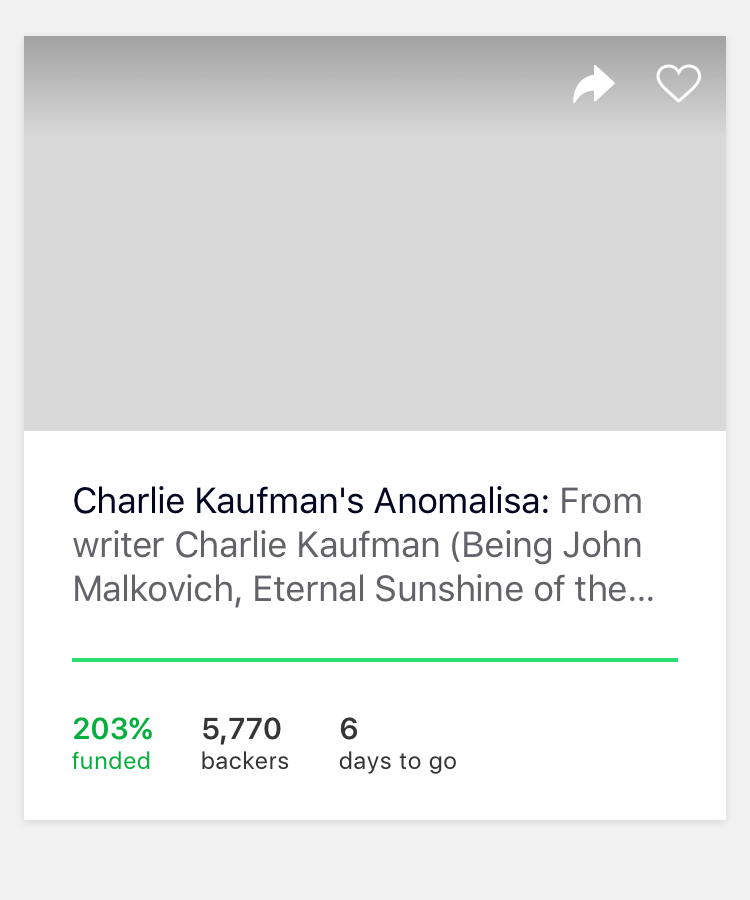 Charlie Kaufman's Anomalisa: From
writer Charlie Kaufman (Being John
Malkovich, Eternal Sunshine of the...
203% 5,770 6
funded backers days to go